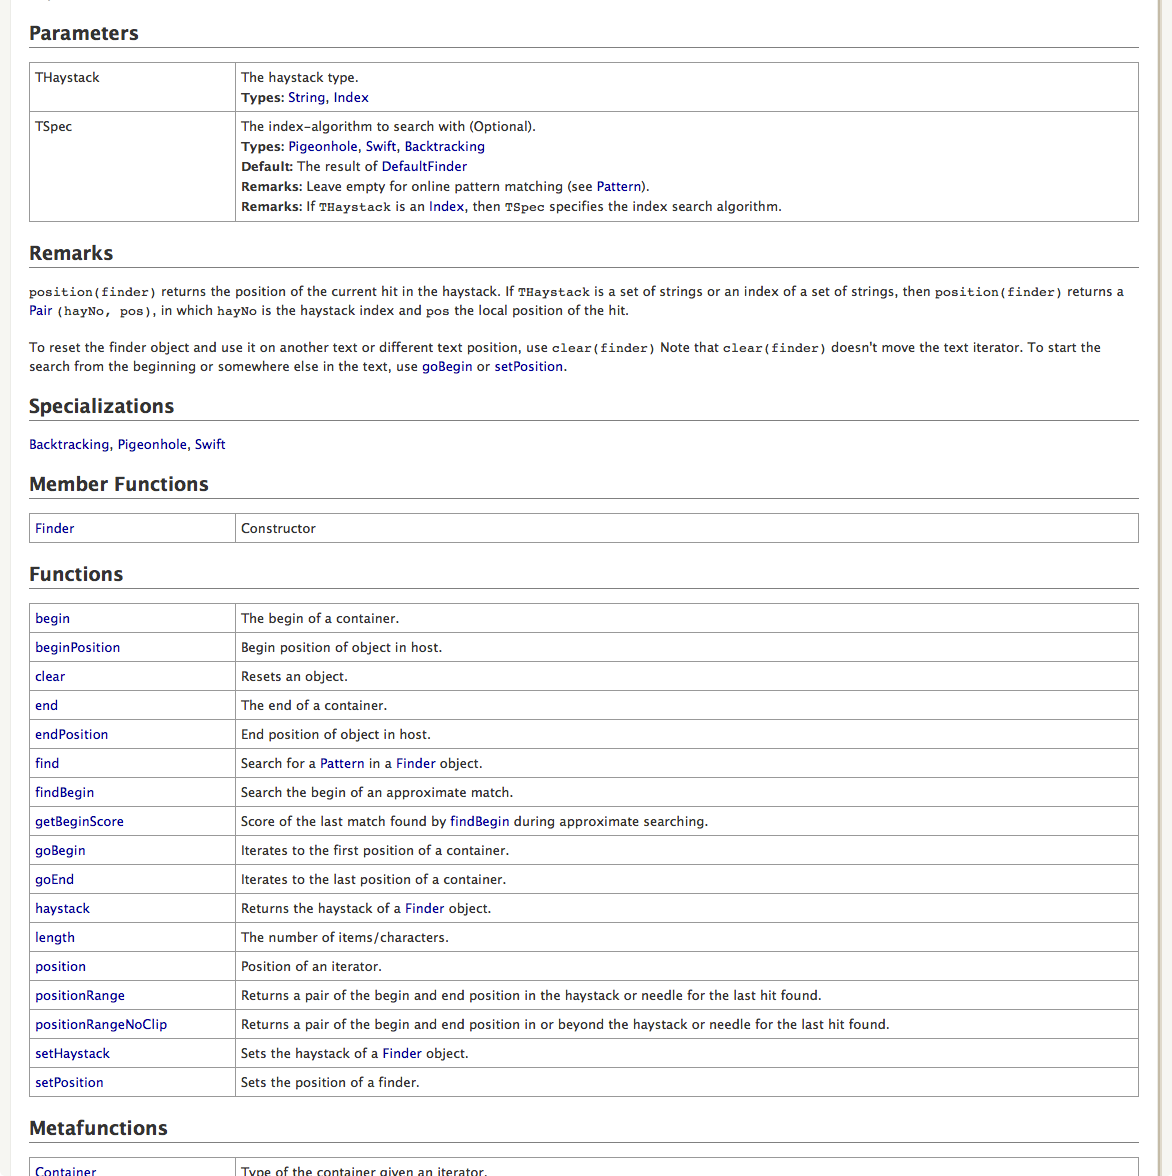 Parameters
THaystack The haystack type.
Types: String, Index
TSpec The index-algorithm to search with (Optional).
Types: Pigeonhole, Swift, Backtracking
Default: The result of DefaultFinder
Remarks: Leave empty for online pattern matching (see Pattern).
Remarks: If THaystack is an Index, then TSpec specifies the index search algorithm.
Remarks
position(finder) returns the position of the current hit in the haystack. If THaystack is a set of strings or an index of a set of strings, then position(finder) returns a
Pair (hayNo, pos), in which hayNo is the haystack index and pos the local position of the hit.
To reset the finder object and use it on another text or different text position, use clear(finder) Note that clear(finder) doesn't move the text iterator. To start the
search from the beginning or somewhere else in the text, use goBegin or setPosition.
Specializations
Backtracking, Pigeonhole, Swift
Member Functions
Finder Constructor
Functions
begin The begin of a container.
beginPosition Begin position of object in host.
clear Resets an object.
end The end of a container.
endPosition End position of object in host.
find Search for a Pattern in a Finder object.
findBegin Search the begin of an approximate match.
getBeginScore Score of the last match found by findBegin during approximate searching.
goBegin Iterates to the first position of a container.
goEnd Iterates to the last position of a container.
haystack Returns the haystack of a Finder object.
length The number of items/characters.
position Position of an iterator.
positionRange Returns a pair of the begin and end position in the haystack or needle for the last hit found.
positionRangeNoClip Returns a pair of the begin and end position in or beyond the haystack or needle for the last hit found.
setHaystack Sets the haystack of a Finder object.
setPosition Sets the position of a finder.
Metafunctions
Container Type of the container given an iterator.